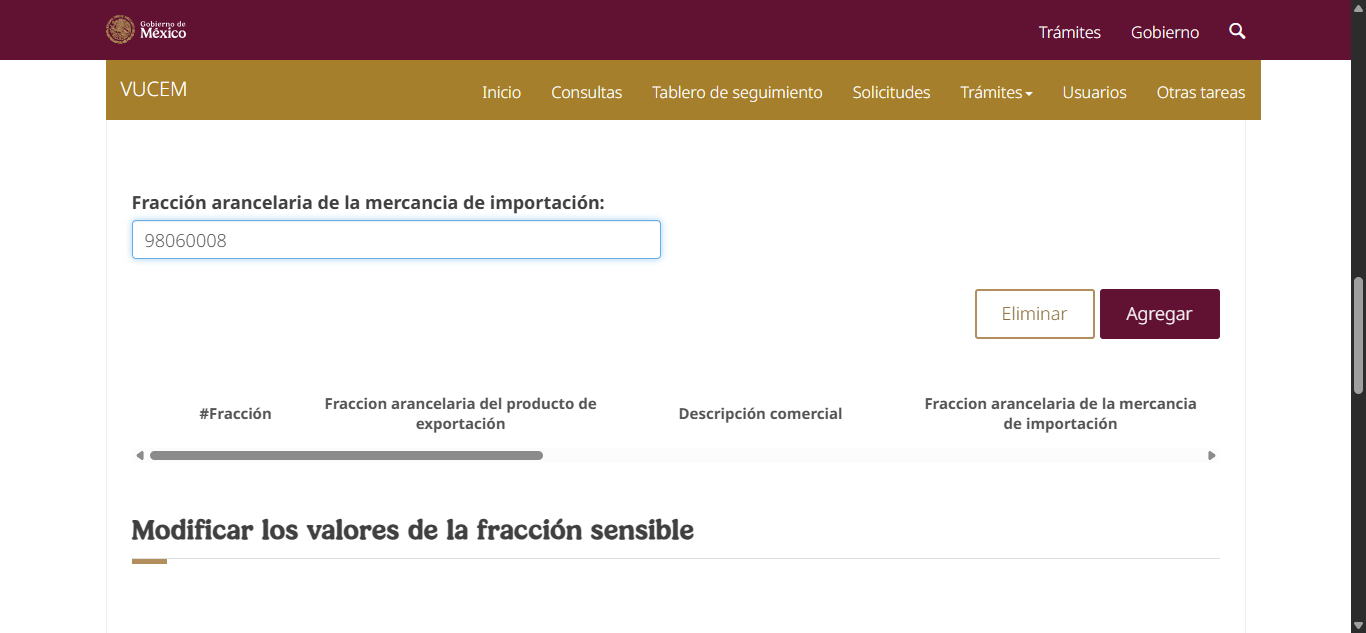 Gobierno de
México
Trámites
Gobierno
VUCEM
Inicio
Consultas
Tablero de seguimiento
Solicitudes
Trámites
Usuarios
Otras tareas
Fracción arancelaria de la mercancia de importación:
98060008
Eliminar
Agregar
#Fracción
Fraccion arancelaria del producto de
exportación
Descripción comercial
Fraccion arancelaria de la mercancia
de importación
Modificar los valores de la fracción sensible